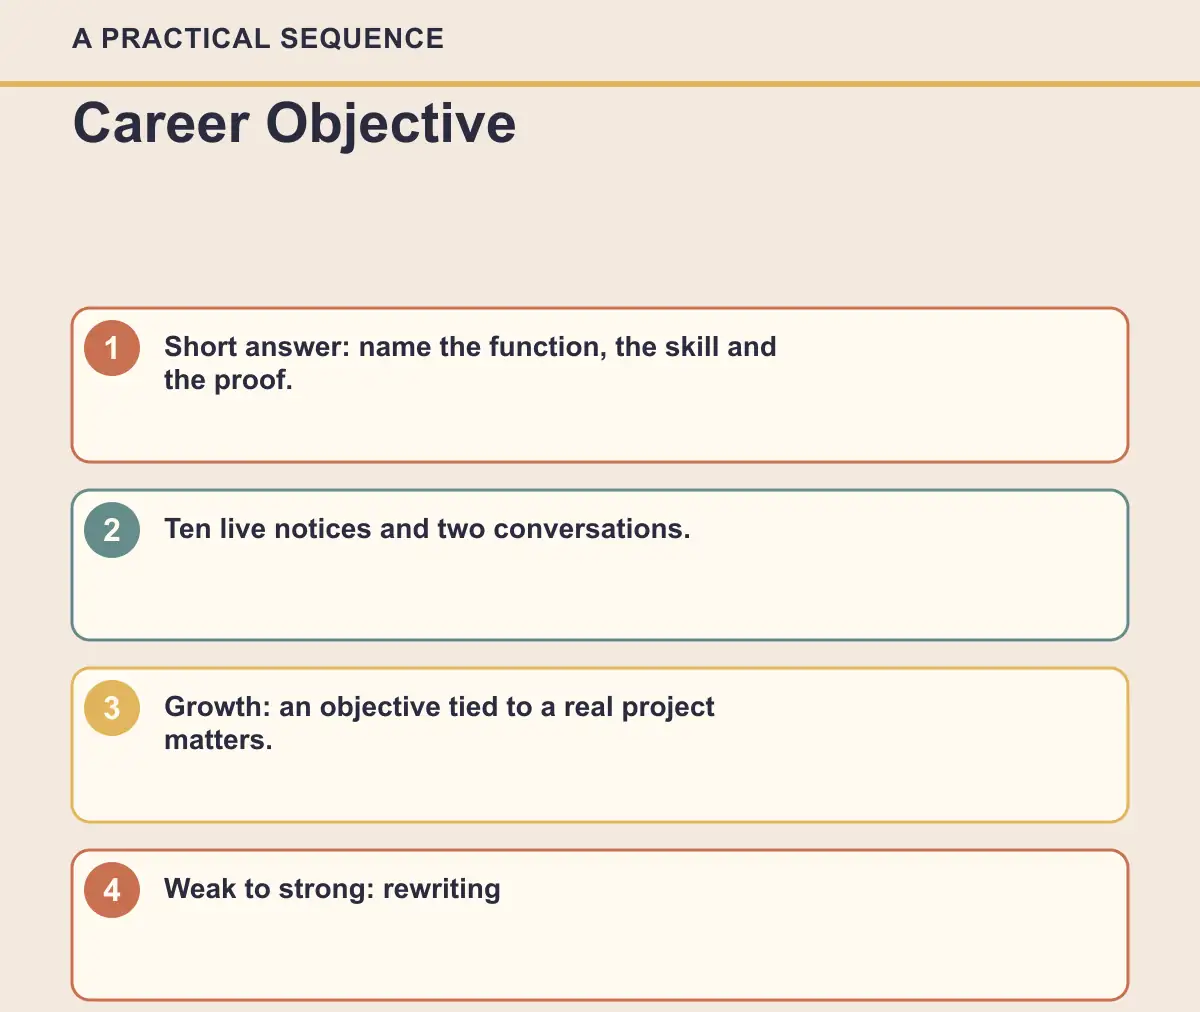 A PRACTICAL SEQUENCE
Career Objective
1
Short answer: name the function, the skill and
the proof.
2
Ten live notices and two conversations.
3
Growth: an objective tied to a real project
matters.
4
Weak to strong: rewriting